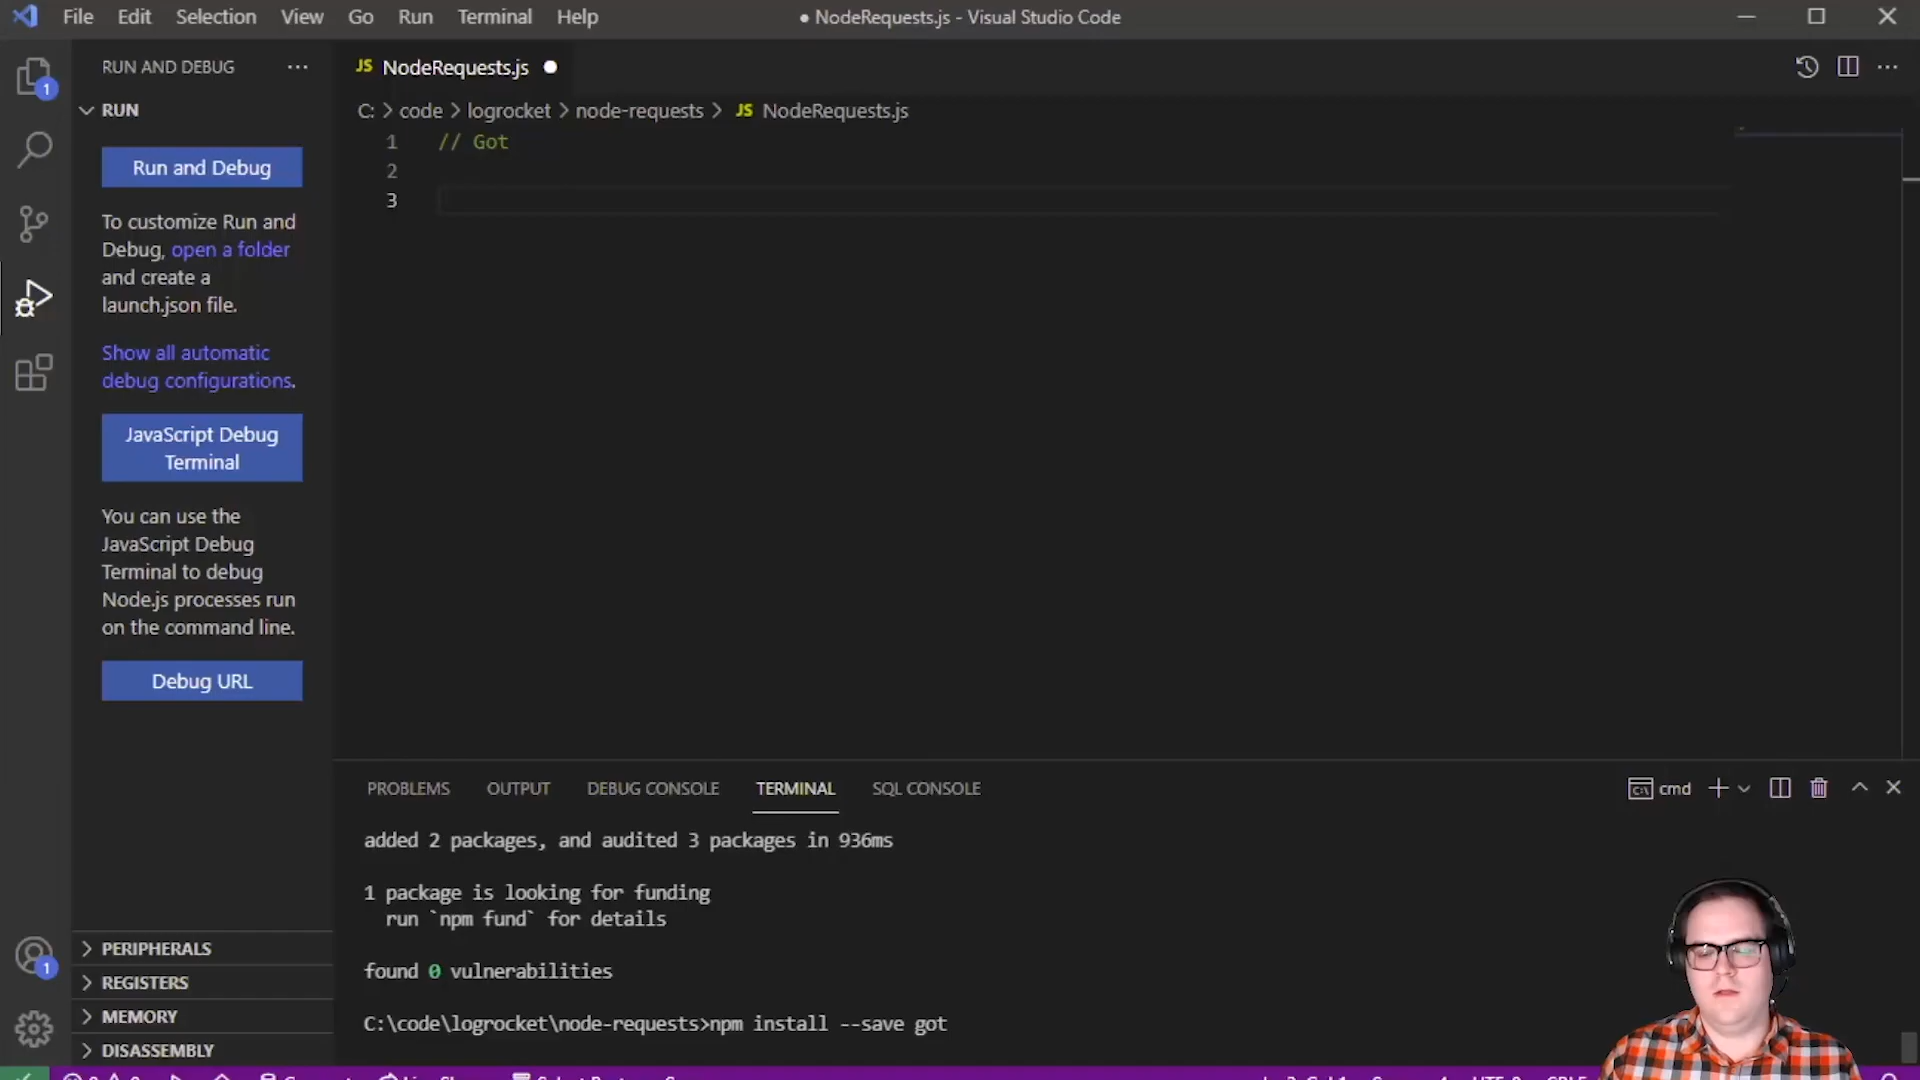 File Edit Selection View Go Run Terminal Help
● NodeRequests.js - Visual Studio Code
1
RUN AND DEBUG ···
RUN
Run and Debug
To customize Run and
Debug, open a folder
and create a
launch.json file.
Show all automatic
debug configurations.
JavaScript Debug
Terminal
You can use the
JavaScript Debug
Terminal to debug
Node.js processes run
on the command line.
Debug URL
PERIPHERALS
REGISTERS
MEMORY
DISASSEMBLY
1
JS NodeRequests.js ●
C: > code > logrocket > node-requests > JS NodeRequests.js
1 // Got
2
3
PROBLEMS OUTPUT DEBUG CONSOLE TERMINAL SQL CONSOLE
cmd
added 2 packages, and audited 3 packages in 936ms
1 package is looking for funding
run `npm fund` for details
found 0 vulnerabilities
C:\code\logrocket\node-requests>npm install --save got